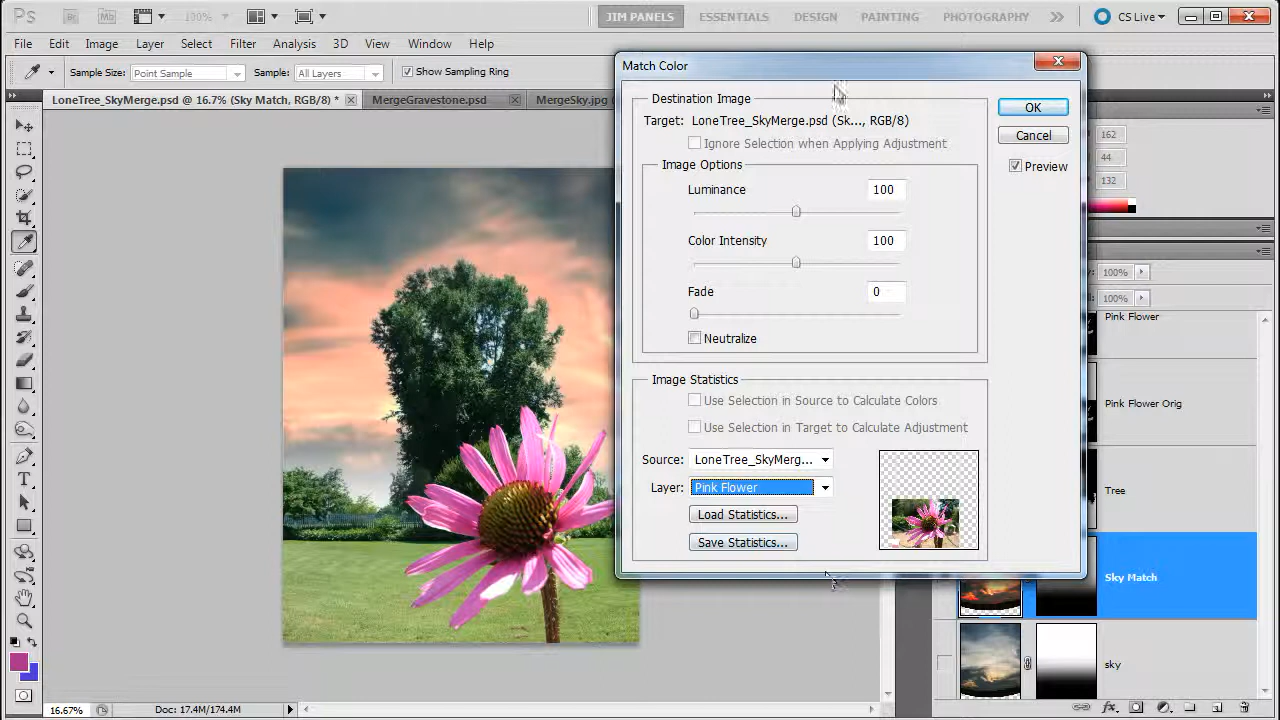 Ps Br Mb 100% JIM PANELS ESSENTIALS DESIGN PAINTING PHOTOGRAPHY CS Live
File Edit Image Layer Select Filter Analysis 3D View Window Help
Sample Size: Point Sample Sample: All Layers Show Sampling Ring
LoneTree_SkyMerge.psd @ 16.7% (Sky Match, RGB/8) * MergeGravestone.psd MergeSky.jpg
Match Color
Destination Image
Target: LoneTree_SkyMerge.psd (Sk..., RGB/8)
Ignore Selection when Applying Adjustment
Image Options
Luminance 100
Color Intensity 100
Fade 0
Neutralize
Image Statistics
Use Selection in Source to Calculate Colors
Use Selection in Target to Calculate Adjustment
Source: LoneTree_SkyMerg...
Layer: Pink Flower
Load Statistics...
Save Statistics...
OK
Cancel
Preview
162
44
132
100%
100%
Pink Flower
Pink Flower Orig
Tree
Sky Match
sky
fx
T
16.67% Doc: 17.4M/174.4M